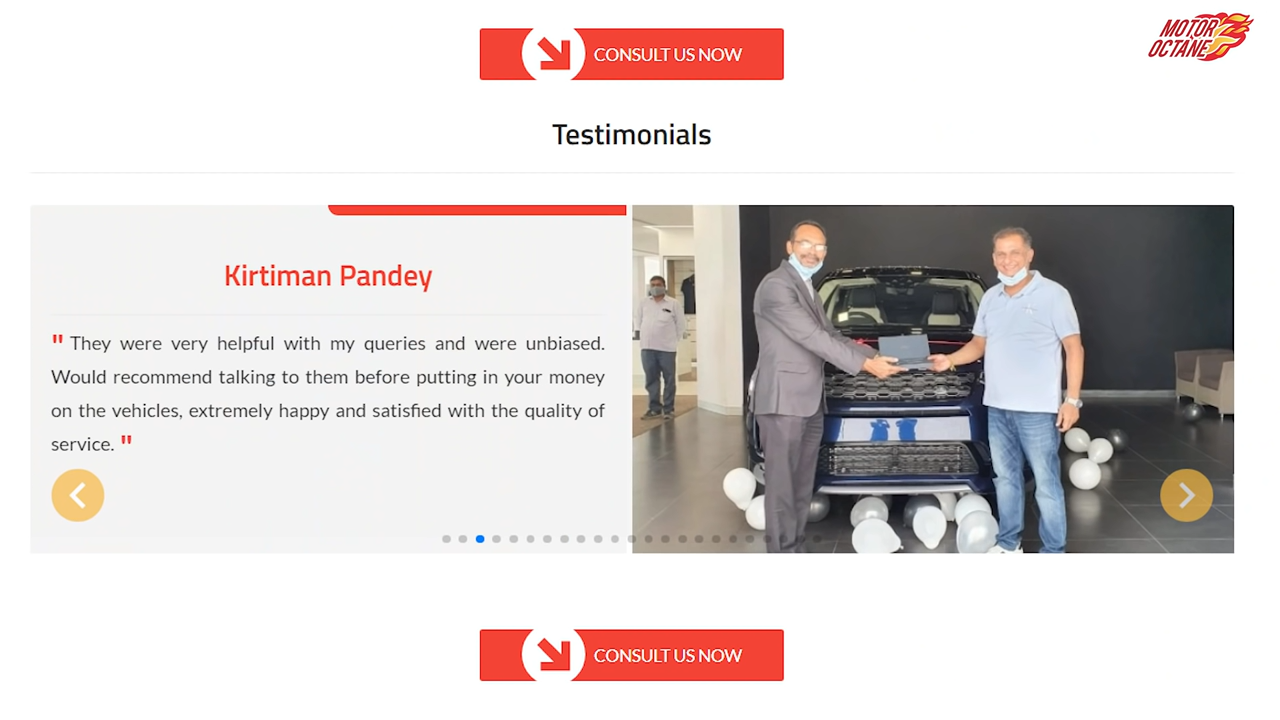 MOTOR
OCTANE
CONSULT US NOW
Testimonials
Kirtiman Pandey
" They were very helpful with my queries and were unbiased.
Would recommend talking to them before putting in your money
on the vehicles, extremely happy and satisfied with the quality of
service. "
CONSULT US NOW